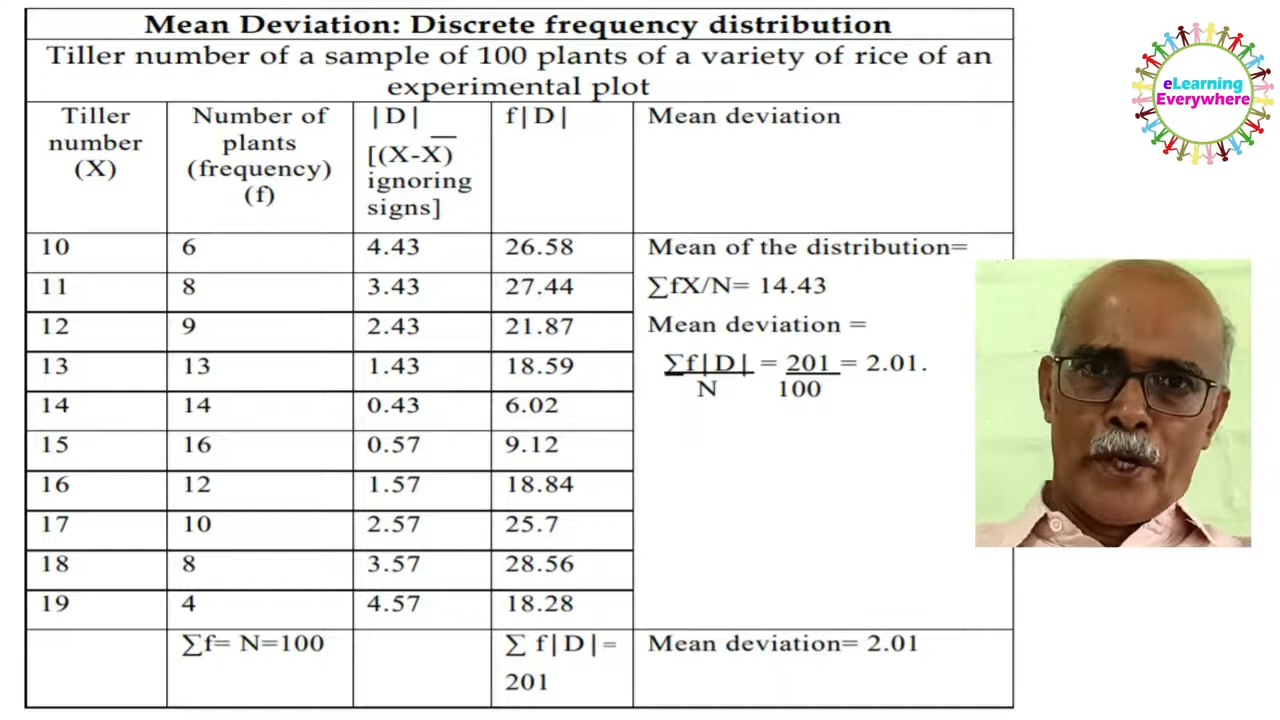 Mean Deviation: Discrete frequency distribution
Tiller number of a sample of 100 plants of a variety of rice of an
experimental plot
Tiller
number
(X)
Number of
plants
(frequency)
(f)
|D|
[(X-X̅)
ignoring
signs]
f|D|
Mean deviation
10 6 4.43 26.58
11 8 3.43 27.44
12 9 2.43 21.87
13 13 1.43 18.59
14 14 0.43 6.02
15 16 0.57 9.12
16 12 1.57 18.84
17 10 2.57 25.7
18 8 3.57 28.56
19 4 4.57 18.28
Mean of the distribution=
∑fX/N= 14.43
Mean deviation =
∑f|D| = 201 = 2.01.
N 100
∑f= N=100
∑ f|D|=
201
Mean deviation= 2.01
eLearning
Everywhere